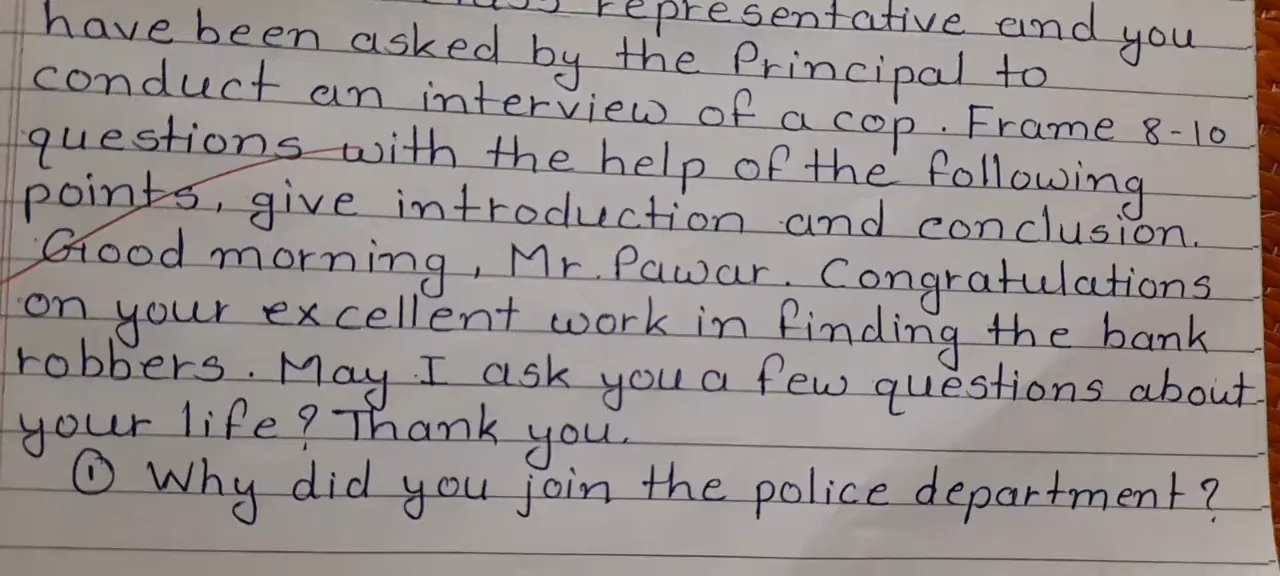 representative and you
have been asked by the Principal to
conduct an interview of a cop. Frame 8-10
questions with the help of the following
points, give introduction and conclusion.
Good morning, Mr. Pawar. Congratulations
on your excellent work in finding the bank
robbers. May I ask you a few questions about
your life? Thank you.
① Why did you join the police department?